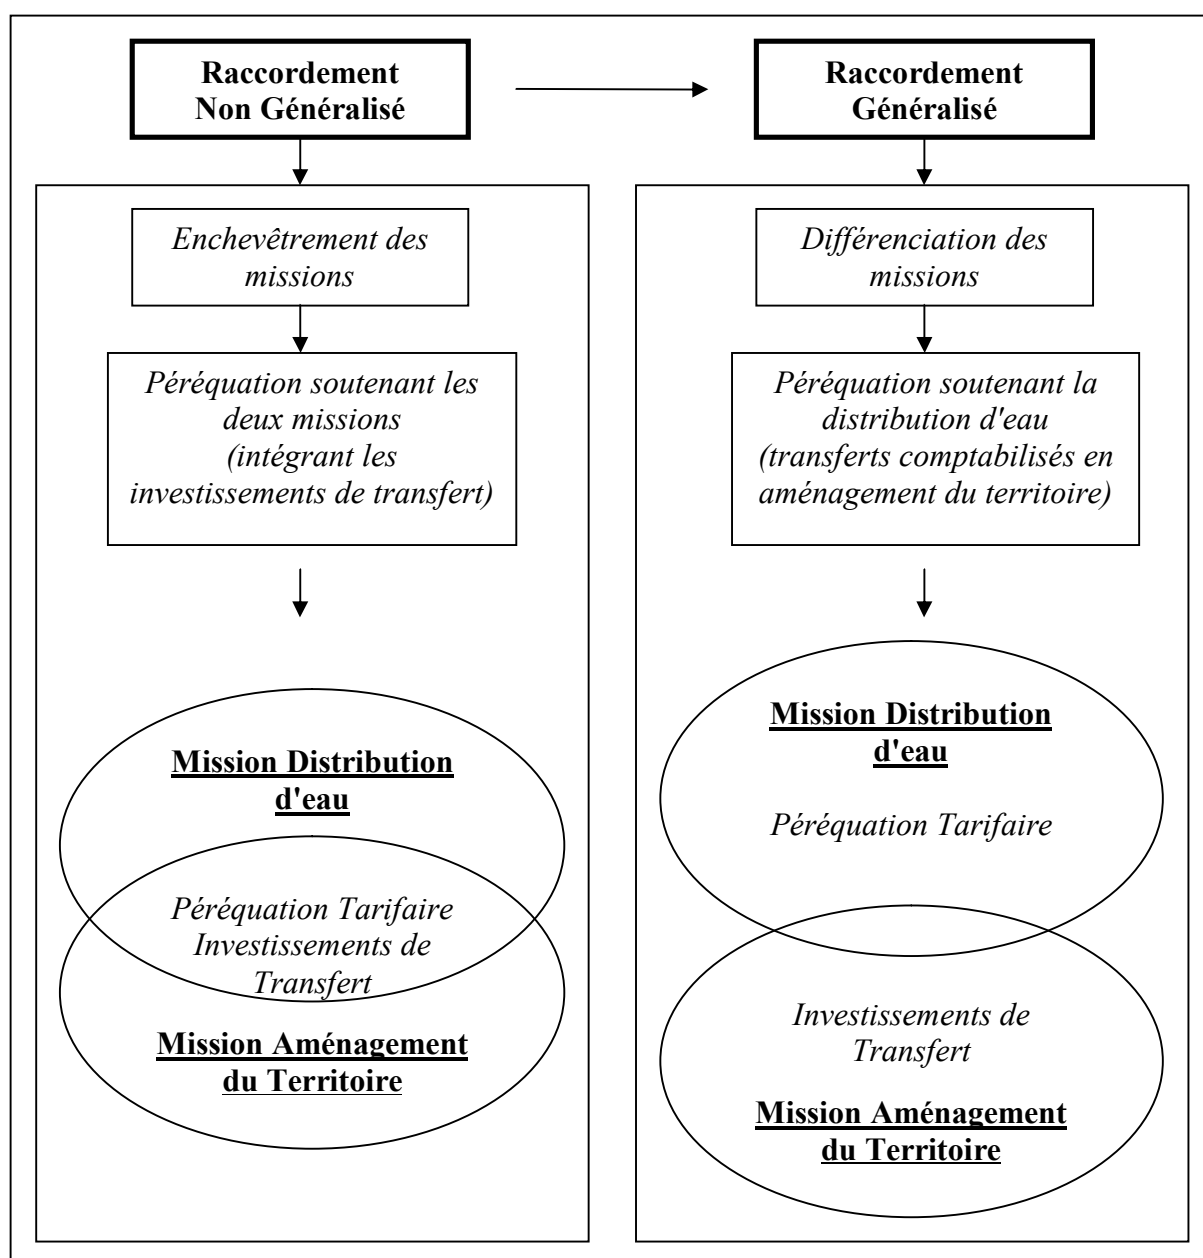 Raccordement
Non Généralisé
Enchevêtrement des
missions
Péréquation soutenant les
deux missions
(intégrant les
investissements de transfert)
Mission Distribution
d'eau
Péréquation Tarifaire
Investissements de
Transfert
Mission Aménagement
du Territoire
Raccordement
Généralisé
Différenciation des
missions
Péréquation soutenant la
distribution d'eau
(transferts comptabilisés en
aménagement du territoire)
Mission Distribution
d'eau
Péréquation Tarifaire
Investissements de
Transfert
Mission Aménagement
du Territoire